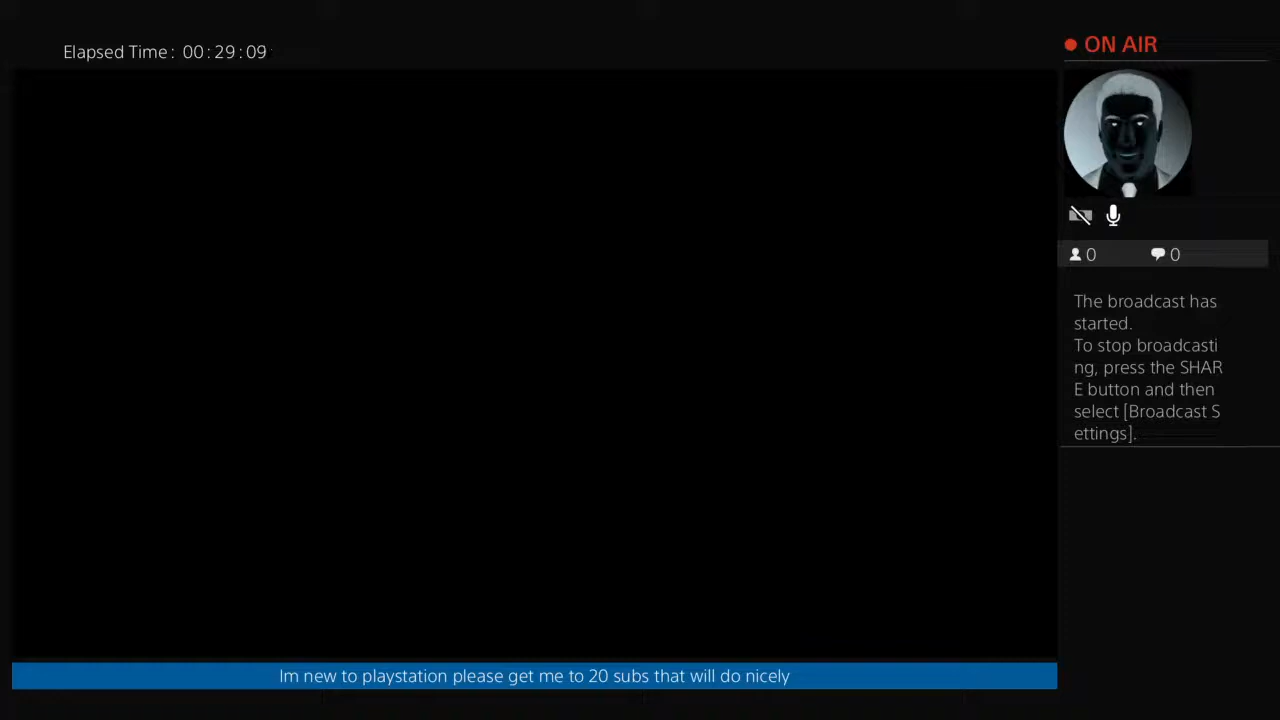 Elapsed Time: 00:29:09
ON AIR
0 0
The broadcast has
started.
To stop broadcasti
ng, press the SHAR
E button and then
select [Broadcast S
ettings].
Im new to playstation please get me to 20 subs that will do nicely